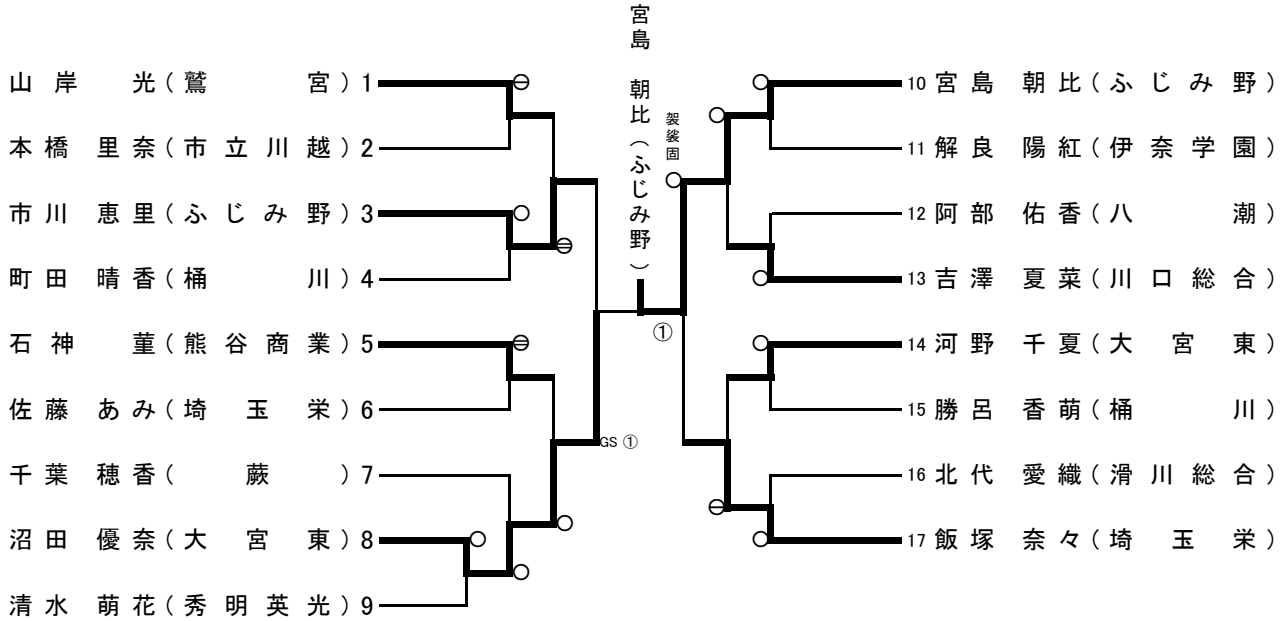 宮島 朝比(ふじみ野)
袈裟固
山岸 光(鷲宮)1
本橋 里奈(市立川越)2
市川 恵里(ふじみ野)3
町田 晴香(桶川)4
石神 菫(熊谷商業)5
佐藤 あみ(埼玉栄)6
千葉 穂香(蕨)7
沼田 優奈(大宮東)8
清水 萌花(秀明英光)9
GS ①
①
10 宮島 朝比(ふじみ野)
11 解良 陽紅(伊奈学園)
12 阿部 佑香(八潮)
13 吉澤 夏菜(川口総合)
14 河野 千夏(大宮東)
15 勝呂 香萌(桶川)
16 北代 愛織(滑川総合)
17 飯塚 奈々(埼玉栄)